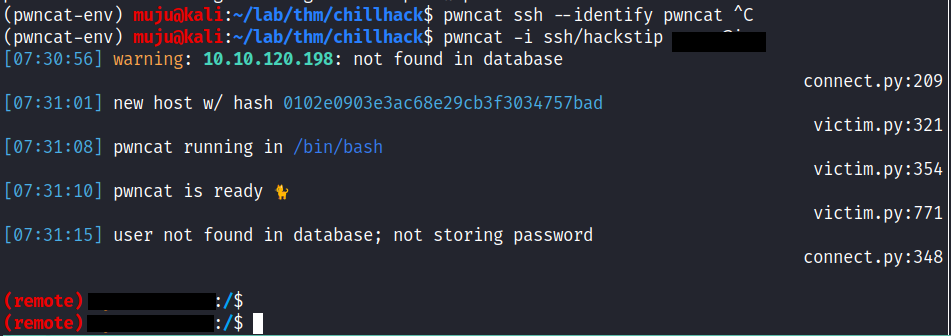 (pwncat-env) muju@kali:~/lab/thm/chillhack$ pwncat ssh --identify pwncat ^C
(pwncat-env) muju@kali:~/lab/thm/chillhack$ pwncat -i ssh/hackstip
[07:30:56] warning: 10.10.120.198: not found in database
connect.py:209
[07:31:01] new host w/ hash 0102e0903e3ac68e29cb3f3034757bad
victim.py:321
[07:31:08] pwncat running in /bin/bash
victim.py:354
[07:31:10] pwncat is ready 🐈
victim.py:771
[07:31:15] user not found in database; not storing password
connect.py:348
(remote) :/$
(remote) :/$